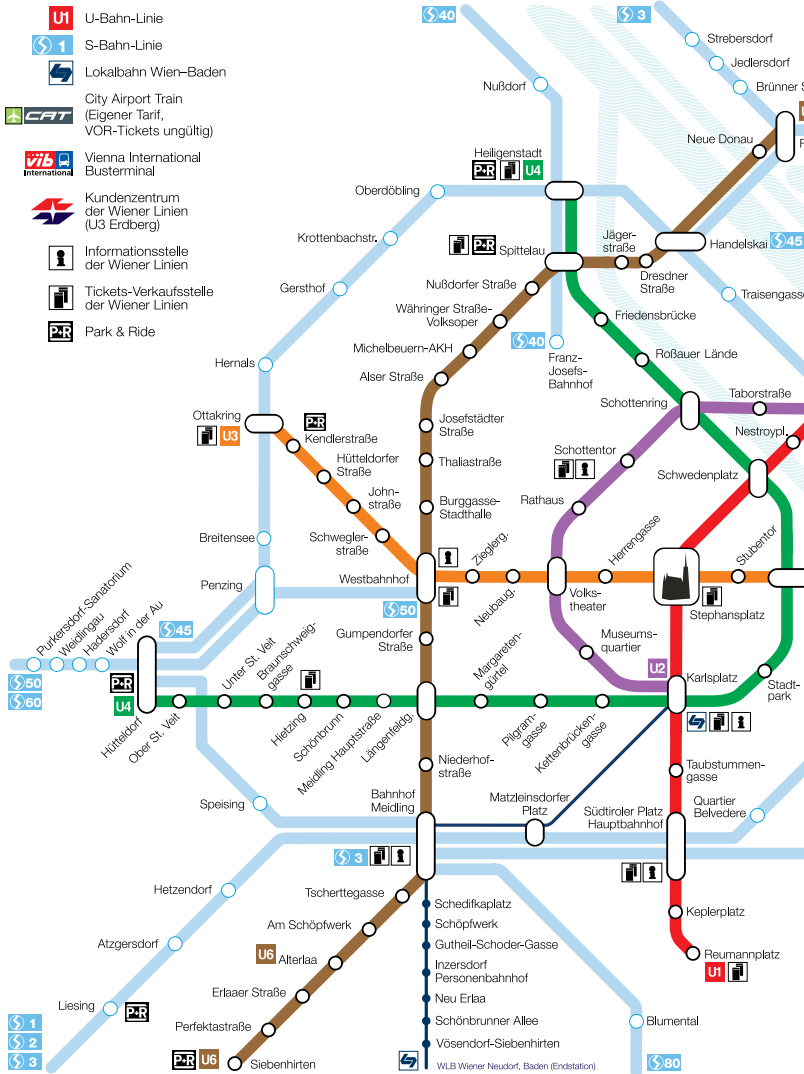 U1 U-Bahn-Linie
S 1 S-Bahn-Linie
Lokalbahn Wien–Baden
CAT
City Airport Train
(Eigener Tarif,
VOR-Tickets ungültig)
vib
International
Vienna International
Busterminal
Kundenzentrum
der Wiener Linien
(U3 Erdberg)
Informationsstelle
der Wiener Linien
Tickets-Verkaufsstelle
der Wiener Linien
P+R Park & Ride
S 40
S 3
Strebersdorf
Jedlersdorf
Brünner S
Nußdorf
Neue Donau
F
Heiligenstadt
P+R U4
Oberdöbling
Krottenbachstr.
P+R Spittelau
Jäger-
straße
Handelskai
S 45
Dresdner
Straße
Gersthof
Nußdorfer Straße
Traisengasse
Währinger Straße-
Volksoper
Friedensbrücke
Michelbeuern-AKH
S 40
Franz-
Josefs-
Bahnhof
Roßauer Lände
Hernals
Alser Straße
Taborstraße
Schottenring
Ottakring
U3
P+R
Kendlerstraße
Josefstädter
Straße
Nestroypl.
Hütteldorfer
Straße
Thaliastraße
Schottentor
Schwedenplatz
John-
straße
Burggasse-
Stadthalle
Rathaus
Schwegler-
straße
Breitensee
Zieglerg.
Herrengasse
Stubentor
Penzing
Westbahnhof
S 50
Neubaug.
Volks-
theater
Stephansplatz
Purkersdorf-Sanatorium
Weidlingau
Hadersdorf
Wolf in der Au
S 45
Gumpendorfer
Straße
Museums-
quartier
U2
Karlsplatz
Stadt-
park
S 50
S 60
P+R
U4
Hütteldorf
Ober St. Veit
Unter St. Veit
Braunschweig-
gasse
Hietzing
Schönbrunn
Meidling Hauptstraße
Längenfeldg.
Margareten-
gürtel
Pilgram-
gasse
Kettenbrücken-
gasse
Niederhof-
straße
Taubstummen-
gasse
Speising
Bahnhof
Meidling
Matzleinsdorfer
Platz
Südtiroler Platz
Hauptbahnhof
Quartier
Belvedere
S 3
Hetzendorf
Tscherttegasse
Schedifkaplatz
Keplerplatz
Am Schöpfwerk
Schöpfwerk
Atzgersdorf
U6 Alterlaa
Gutheil-Schoder-Gasse
Reumannplatz
U1
Inzersdorf
Personenbahnhof
Erlaaer Straße
Neu Erlaa
Liesing P+R
Perfektastraße
Schönbrunner Allee
Blumental
S 1
S 2
S 3
Vösendorf-Siebenhirten
P+R U6 Siebenhirten
WLB Wiener Neudorf, Baden (Endstation)
S 80